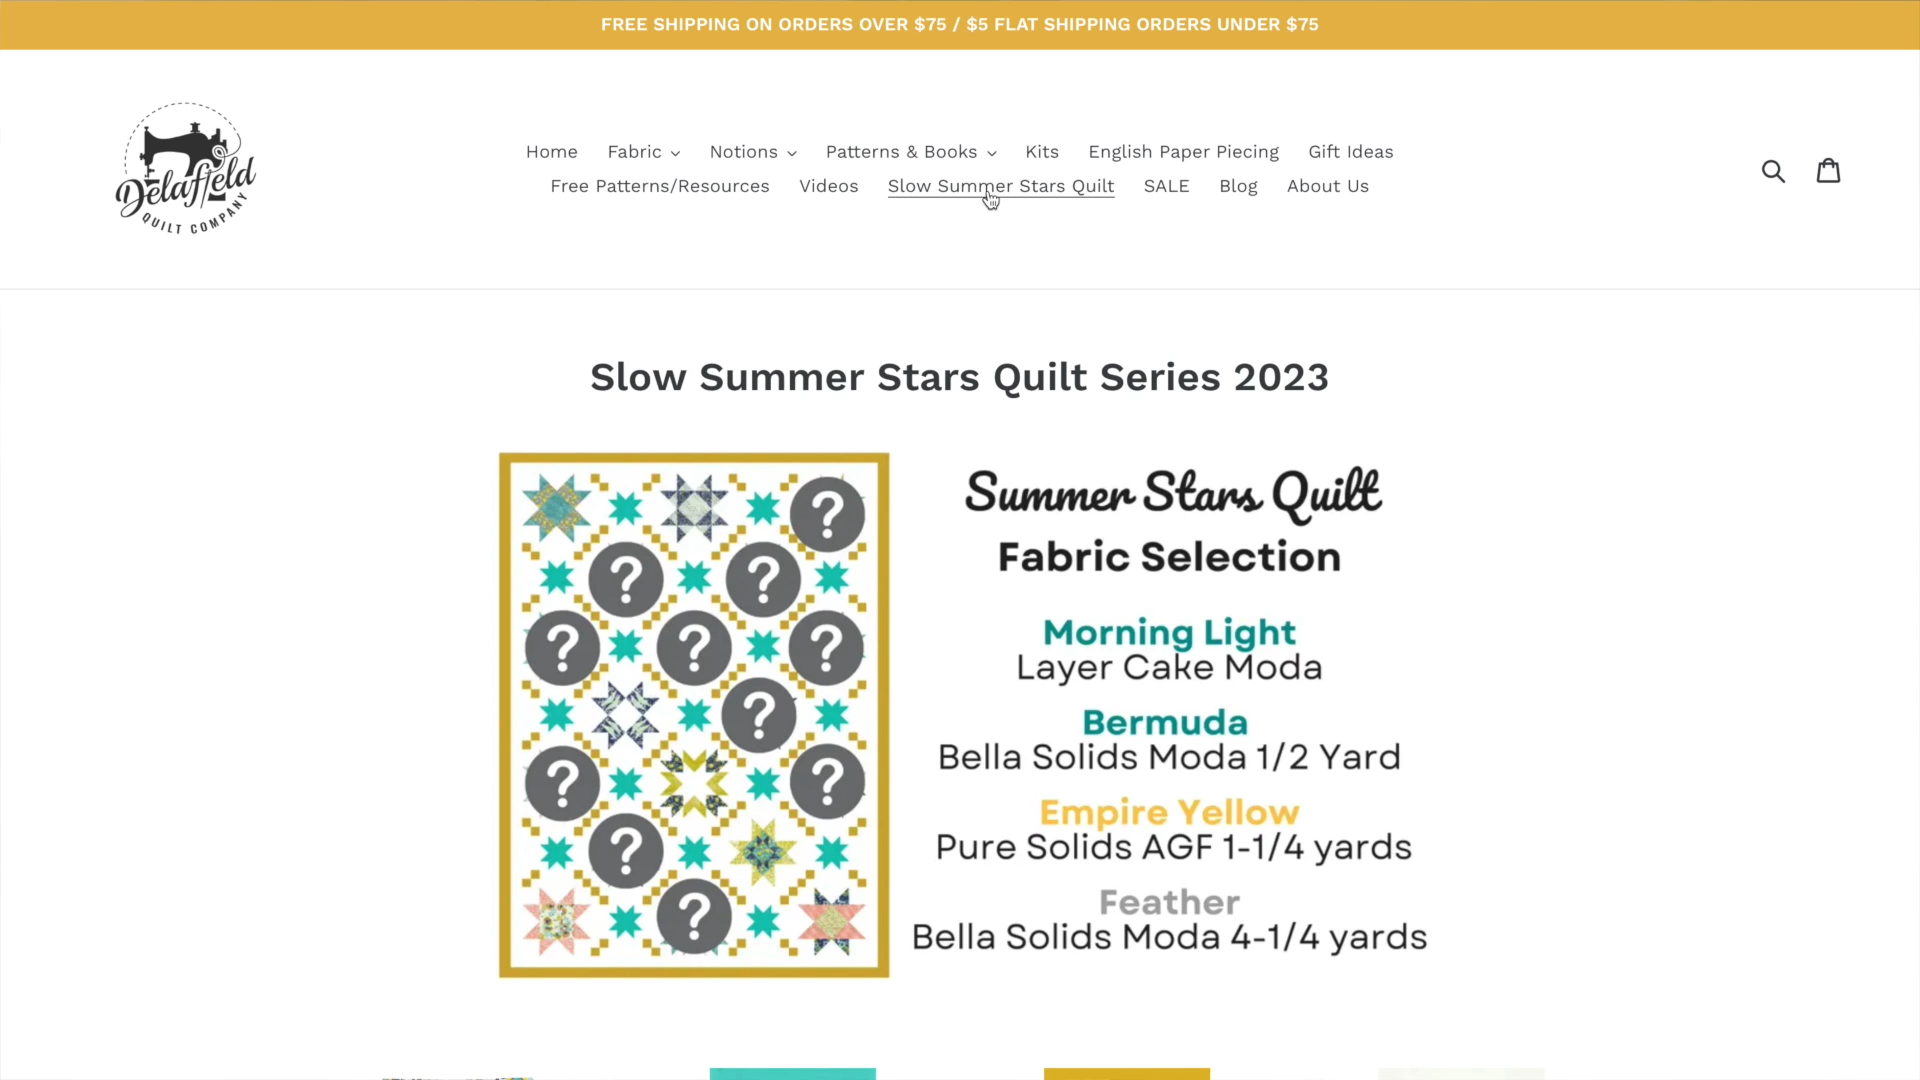 FREE SHIPPING ON ORDERS OVER $75 / $5 FLAT SHIPPING ORDERS UNDER $75
Delafield
QUILT COMPANY
Home Fabric Notions Patterns & Books Kits English Paper Piecing Gift Ideas
Free Patterns/Resources Videos Slow Summer Stars Quilt SALE Blog About Us
Slow Summer Stars Quilt Series 2023
? 
? ?
? ? ?
?
? ?
?
?
Summer Stars Quilt
Fabric Selection
Morning Light
Layer Cake Moda
Bermuda
Bella Solids Moda 1/2 Yard
Empire Yellow
Pure Solids AGF 1-1/4 yards
Feather
Bella Solids Moda 4-1/4 yards